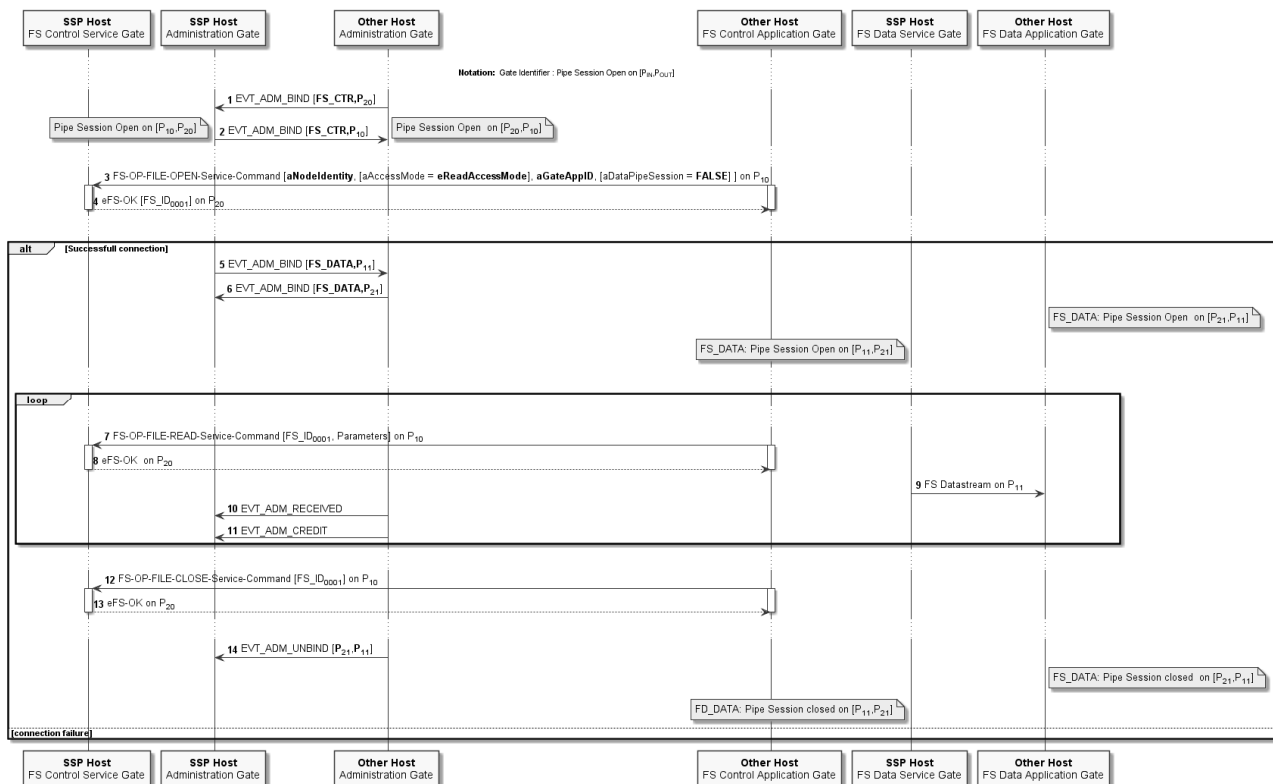 SSP Host
FS Control Service Gate
SSP Host
Administration Gate
Other Host
Administration Gate
Other Host
FS Control Application Gate
SSP Host
FS Data Service Gate
Other Host
FS Data Application Gate
Notation: Gate Identifier : Pipe Session Open on [PIN,POUT]
1 EVT_ADM_BIND [FS_CTR,P20]
Pipe Session Open on [P10,P20]
2 EVT_ADM_BIND [FS_CTR,P10]
Pipe Session Open on [P20,P10]
3 FS-OP-FILE-OPEN-Service-Command [aNodeIdentity, [aAccessMode = eReadAccessMode], aGateAppID, [aDataPipeSession = FALSE] ] on P10
4 eFS-OK [FS_ID0001] on P20
alt [Successfull connection]
5 EVT_ADM_BIND [FS_DATA,P11]
6 EVT_ADM_BIND [FS_DATA,P21]
FS_DATA: Pipe Session Open on [P21,P11]
FS_DATA: Pipe Session Open on [P11,P21]
loop
7 FS-OP-FILE-READ-Service-Command [FS_ID0001, Parameters] on P10
8 eFS-OK on P20
9 FS Datastream on P11
10 EVT_ADM_RECEIVED
11 EVT_ADM_CREDIT
12 FS-OP-FILE-CLOSE-Service-Command [FS_ID0001] on P10
13 eFS-OK on P20
14 EVT_ADM_UNBIND [P21,P11]
FS_DATA: Pipe Session closed on [P21,P11]
FD_DATA: Pipe Session closed on [P11,P21]
[connection failure]
SSP Host
FS Control Service Gate
SSP Host
Administration Gate
Other Host
Administration Gate
Other Host
FS Control Application Gate
SSP Host
FS Data Service Gate
Other Host
FS Data Application Gate